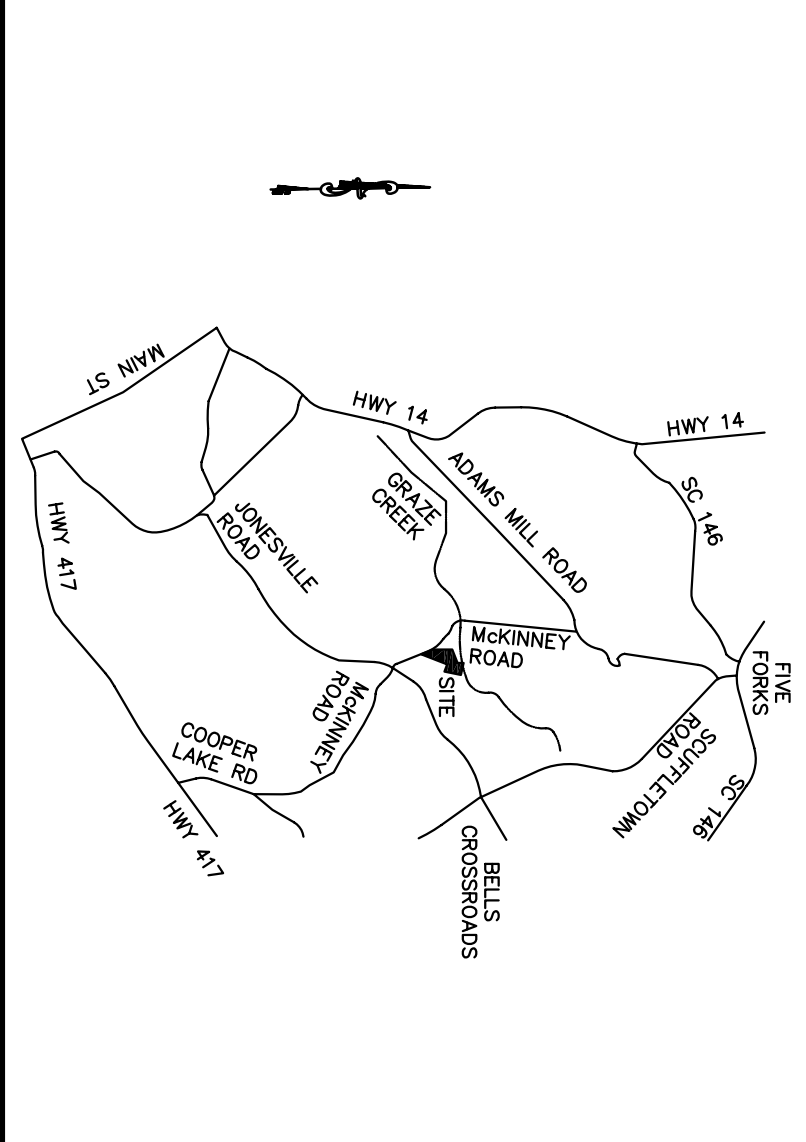 MAIN ST
HWY 14
HWY 14
SC 146
ADAMS MILL ROAD
GRAZE
CREEK
JONESVILLE
ROAD
HWY 417
McKINNEY
ROAD
FIVE
FORKS
SITE
McKINNEY
ROAD
SCUFFLETOWN
ROAD
SC 146
COOPER
LAKE RD
HWY 417
BELLS
CROSSROADS